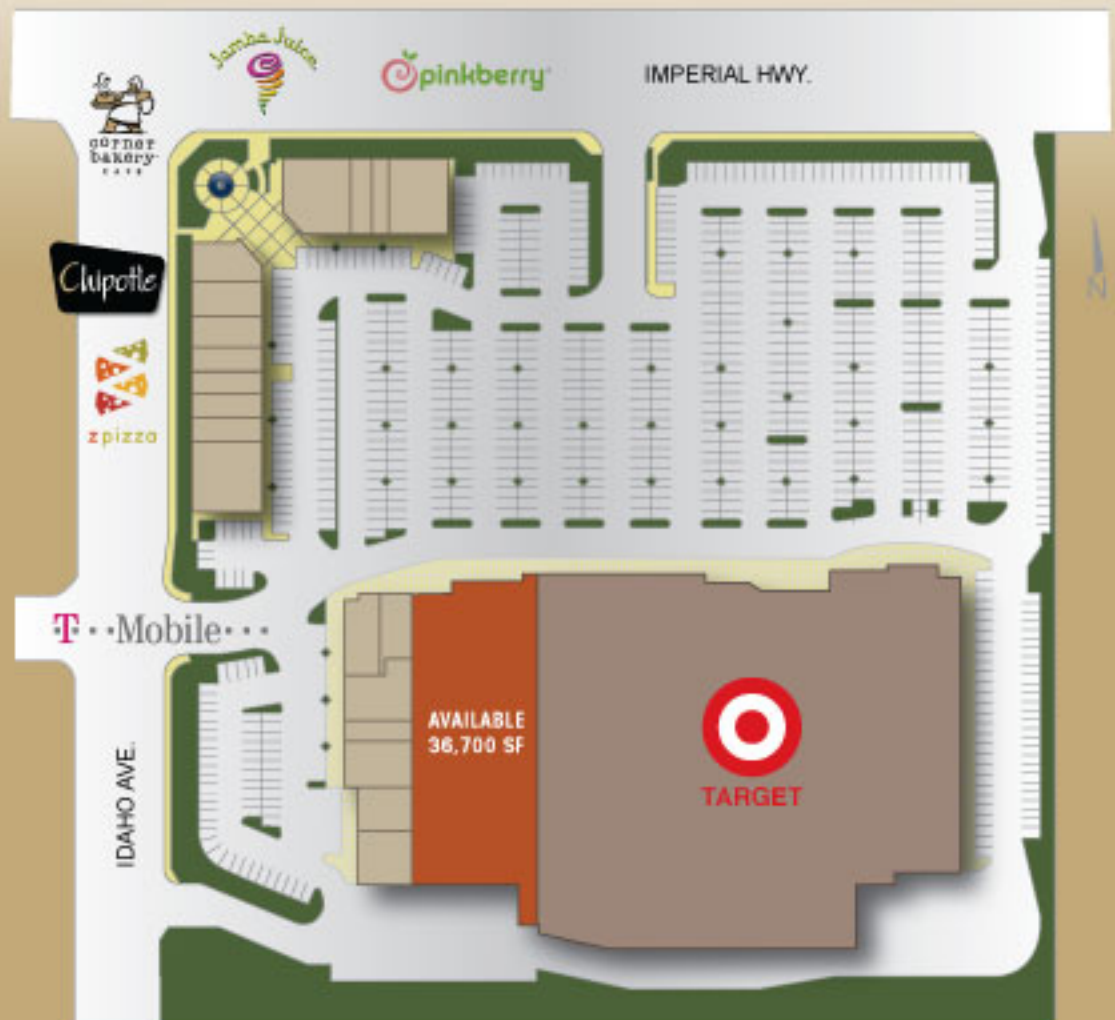 Jamba Juice
pinkberry
IMPERIAL HWY.
corner
bakery
CAFE
Chipotle
N
zpizza
T··Mobile···
AVAILABLE
36,700 SF
TARGET
IDAHO AVE.